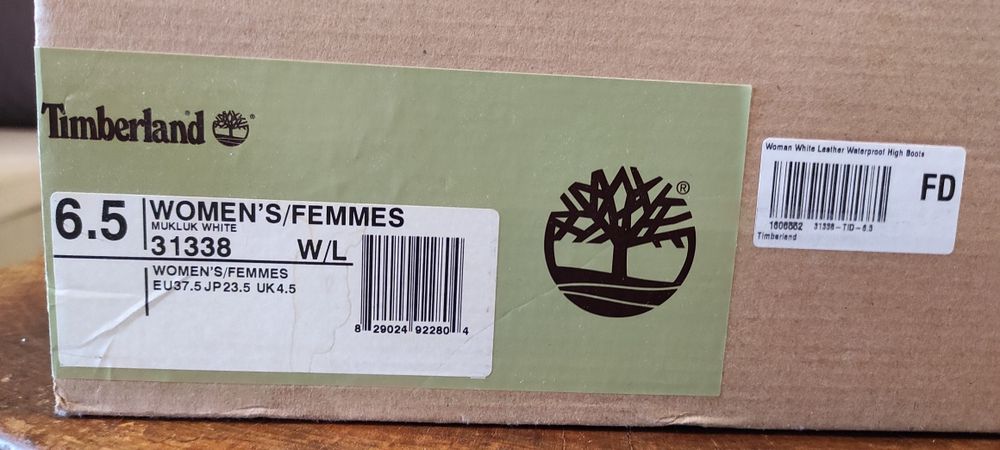 Timberland ®
®
6.5 WOMEN'S/FEMMES
MUKLUK WHITE
31338 W/L
WOMEN'S/FEMMES
EU37.5 JP23.5 UK4.5
8 29024 92280 4
Woman White Leather Waterproof High Boots
FD
31338-TID-6.5
Timberland